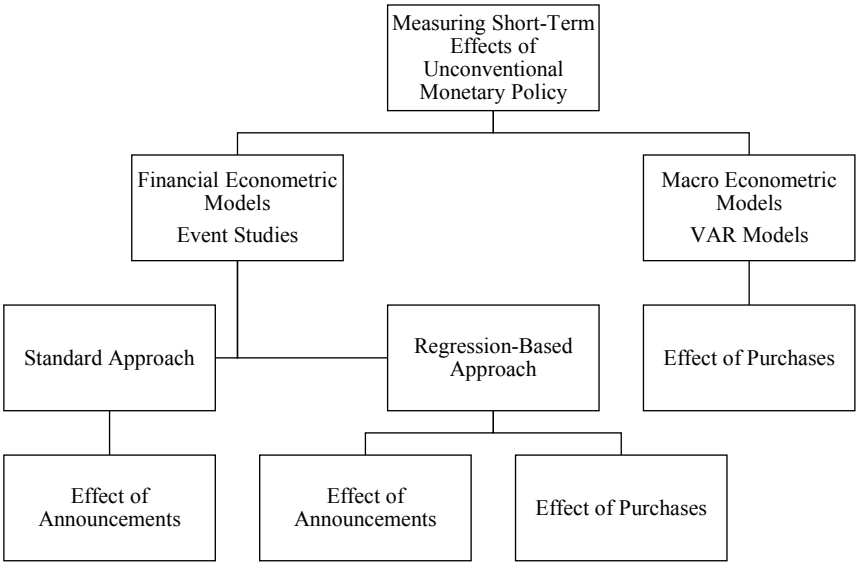 Measuring Short-Term
Effects of
Unconventional
Monetary Policy
Financial Econometric
Models
Event Studies
Macro Econometric
Models
VAR Models
Standard Approach
Regression-Based
Approach
Effect of Purchases
Effect of
Announcements
Effect of
Announcements
Effect of Purchases